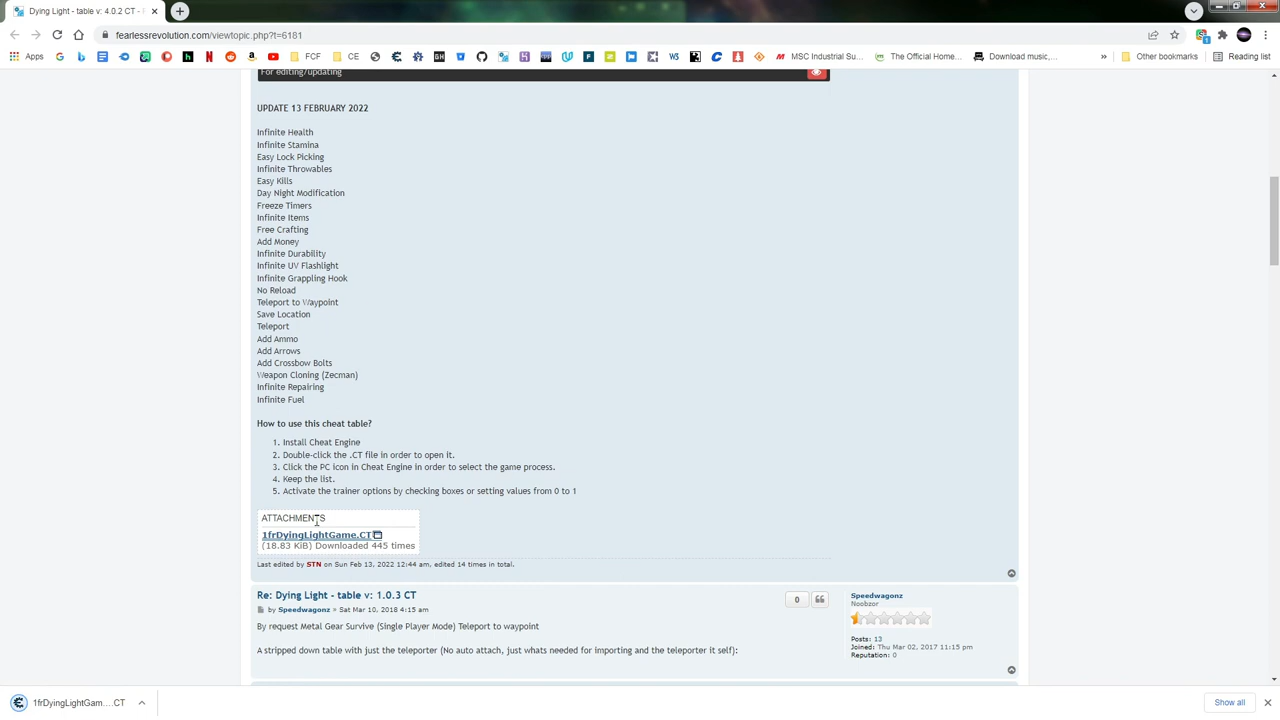 Dying Light - table v: 4.0.2 CT - F
fearlessrevolution.com/viewtopic.php?t=6181
Apps
FCF
CE
MSC Industrial Su...
The Official Home...
Download music,...
»
Other bookmarks
Reading list
For editing/updating
UPDATE 13 FEBRUARY 2022
Infinite Health
Infinite Stamina
Easy Lock Picking
Infinite Throwables
Easy Kills
Day Night Modification
Freeze Timers
Infinite Items
Free Crafting
Add Money
Infinite Durability
Infinite UV Flashlight
Infinite Grappling Hook
No Reload
Teleport to Waypoint
Save Location
Teleport
Add Ammo
Add Arrows
Add Crossbow Bolts
Weapon Cloning (Zecman)
Infinite Repairing
Infinite Fuel
How to use this cheat table?
1. Install Cheat Engine
2. Double-click the .CT file in order to open it.
3. Click the PC icon in Cheat Engine in order to select the game process.
4. Keep the list.
5. Activate the trainer options by checking boxes or setting values from 0 to 1
ATTACHMENTS
1frDyingLightGame.CT
(18.83 KiB) Downloaded 445 times
Last edited by STN on Sun Feb 13, 2022 12:44 am, edited 14 times in total.
Re: Dying Light - table v: 1.0.3 CT
by Speedwagonz » Sat Mar 10, 2018 4:15 am
0
Speedwagonz
Noobzor
Posts: 13
Joined: Thu Mar 02, 2017 11:15 pm
Reputation: 0
By request Metal Gear Survive (Single Player Mode) Teleport to waypoint
A stripped down table with just the teleporter (No auto attach, just whats needed for importing and the teleporter it self):
1frDyingLightGam....CT
Show all